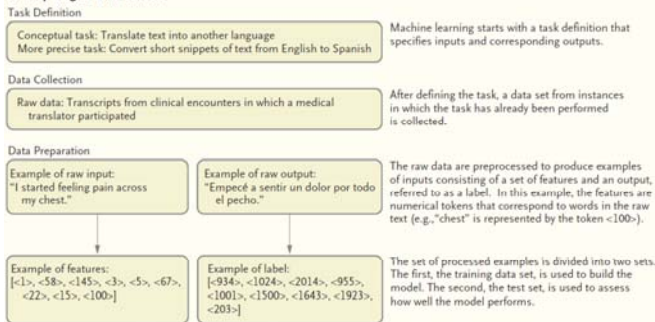 Task Definition
Conceptual task: Translate text into another language
More precise task: Convert short snippets of text from English to Spanish
Machine learning starts with a task definition that
specifies inputs and corresponding outputs.
Data Collection
Raw data: Transcripts from clinical encounters in which a medical
translator participated
After defining the task, a data set from instances
in which the task has already been performed
is collected.
Data Preparation
Example of raw input:
"I started feeling pain across
my chest."
Example of raw output:
"Empecé a sentir un dolor por todo
el pecho."
The raw data are preprocessed to produce examples
of inputs consisting of a set of features and an output,
referred to as a label. In this example, the features are
numerical tokens that correspond to words in the raw
text (e.g., "chest" is represented by the token <100>).
Example of features:
[<1>, <58>, <145>, <3>, <5>, <67>,
<22>, <15>, <100>]
Example of label:
[<934>, <1024>, <2014>, <955>,
<1001>, <1500>, <1643>, <1923>,
<203>]
The set of processed examples is divided into two sets.
The first, the training data set, is used to build the
model. The second, the test set, is used to assess
how well the model performs.